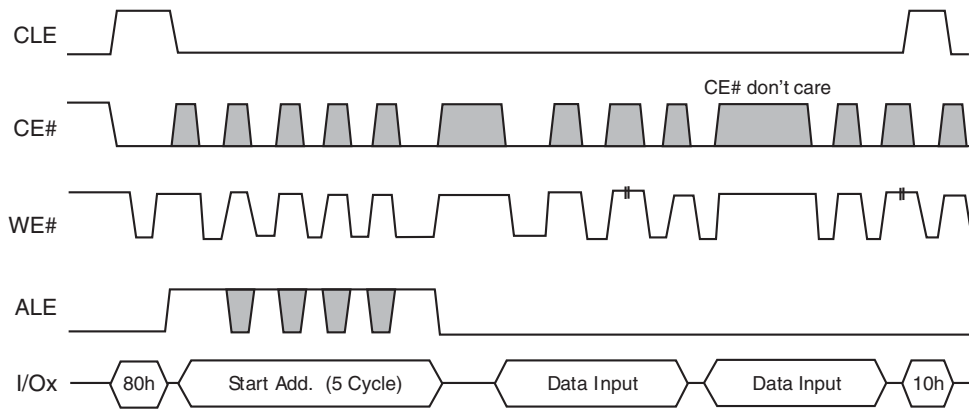 CLE
CE# don't care
CE#
WE#
ALE
I/Ox 80h Start Add. (5 Cycle) Data Input Data Input 10h